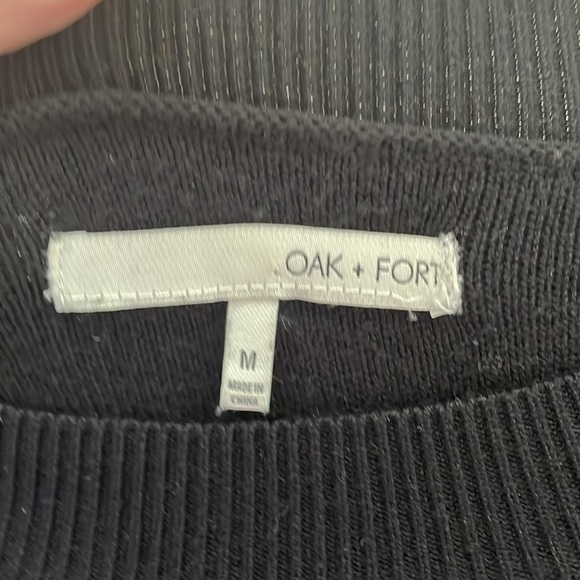 OAK + FORT
M
MADE IN
CHINA